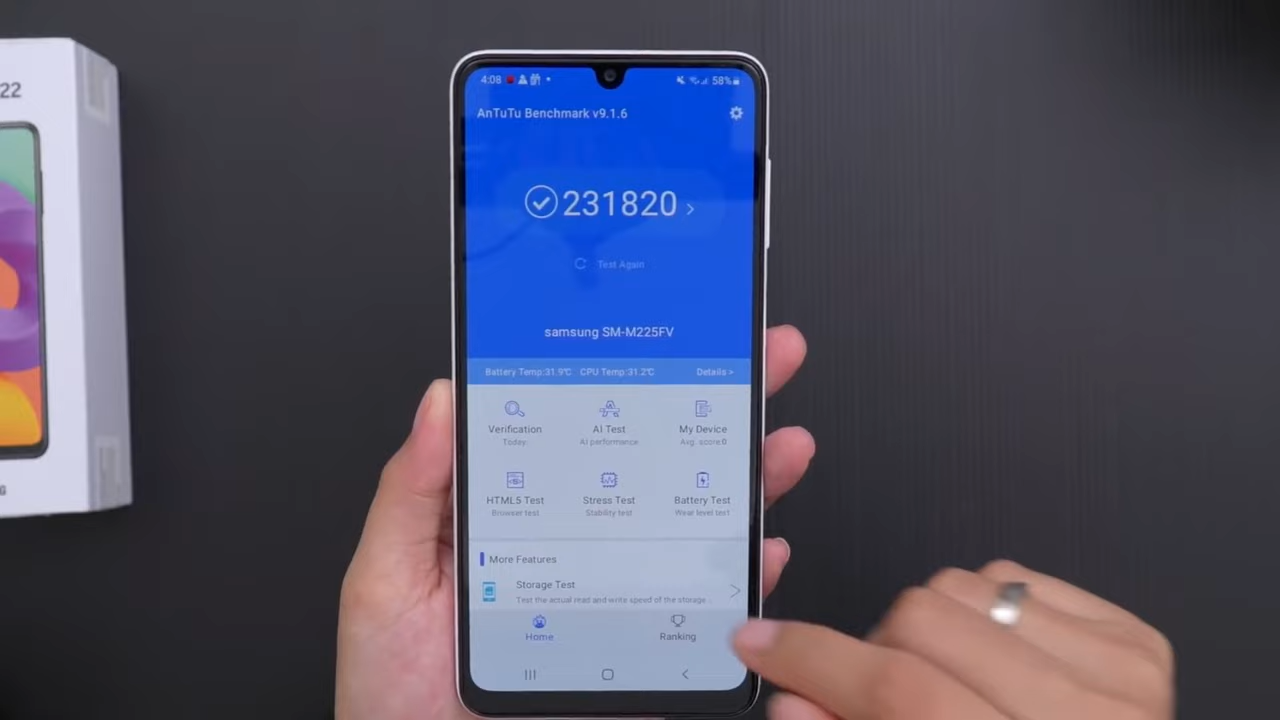 22
G
4:08
58%
AnTuTu Benchmark v9.1.6
231820
Test Again
samsung SM-M225FV
Battery Temp:31.9℃ CPU Temp:31.2℃ Details >
Verification
Today
AI Test
AI performance
My Device
Avg. score:0
HTML5 Test
Browser test
Stress Test
Stability test
Battery Test
Wear level test
More Features
Storage Test
Test the actual read and write speed of the storage...
Home
Ranking